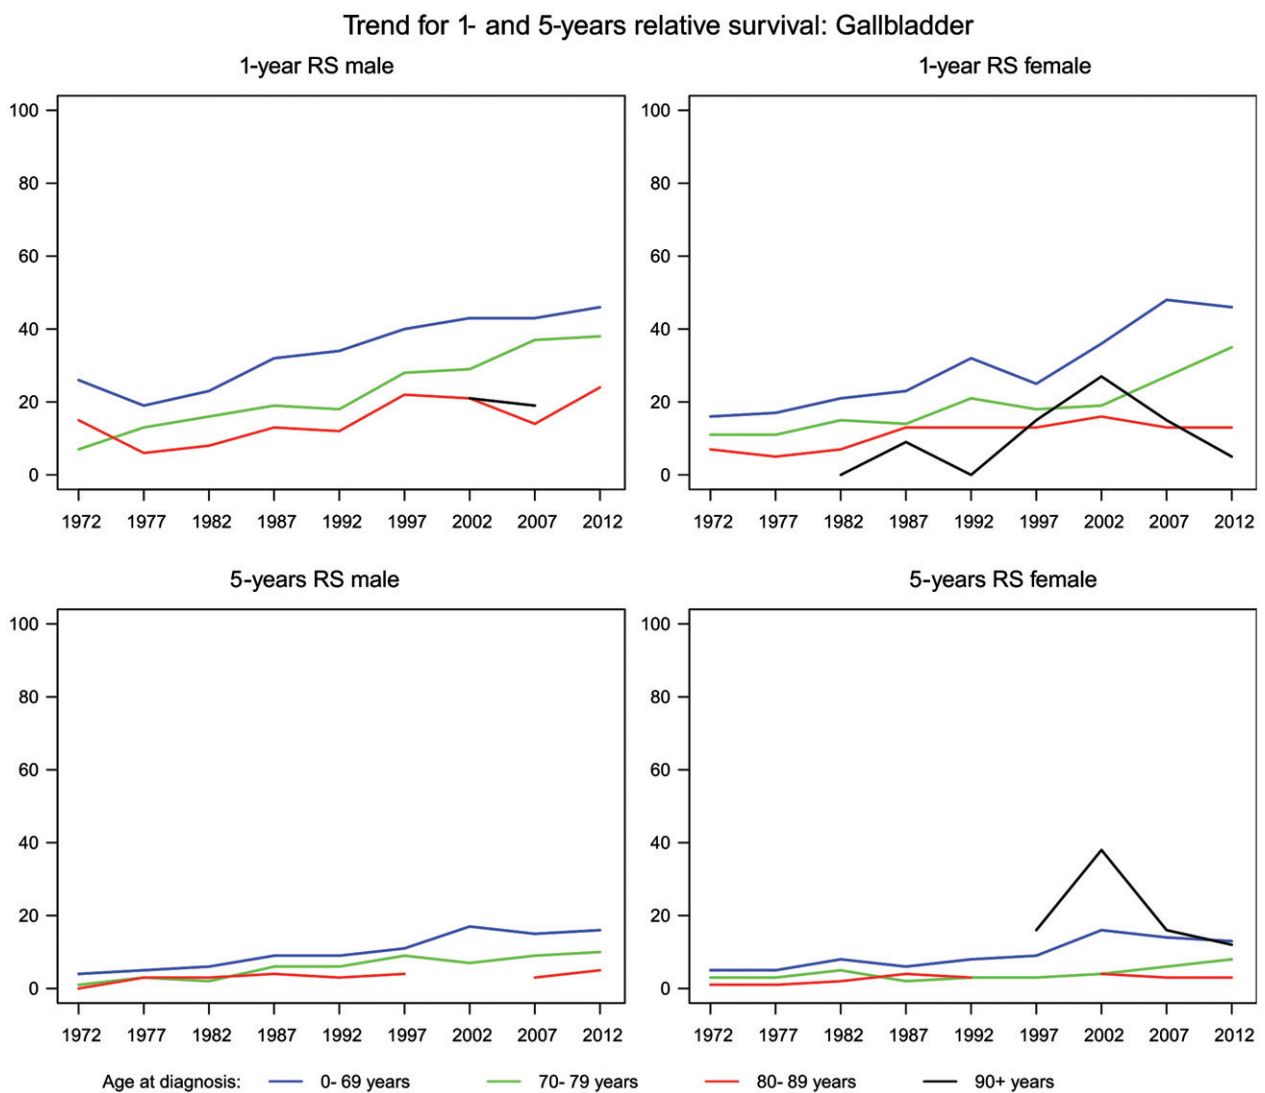 Trend for 1- and 5-years relative survival: Gallbladder
1-year RS male
100
80
60
40
20
0
1972 1977 1982 1987 1992 1997 2002 2007 2012
1-year RS female
100
80
60
40
20
0
1972 1977 1982 1987 1992 1997 2002 2007 2012
5-years RS male
100
80
60
40
20
0
1972 1977 1982 1987 1992 1997 2002 2007 2012
5-years RS female
100
80
60
40
20
0
1972 1977 1982 1987 1992 1997 2002 2007 2012
Age at diagnosis: 0- 69 years 70- 79 years 80- 89 years 90+ years